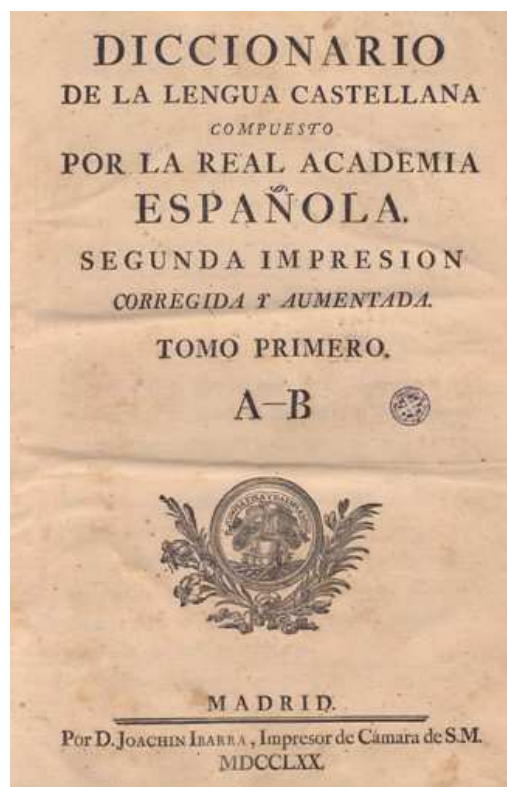 DICCIONARIO
DE LA LENGUA CASTELLANA
COMPUESTO
POR LA REAL ACADEMIA
ESPAÑOLA.
SEGUNDA IMPRESION
CORREGIDA Y AUMENTADA.
TOMO PRIMERO.
A—B
MADRID.
Por D. JOACHIN IBARRA, Impresor de Cámara de S.M.
MDCCLXX.